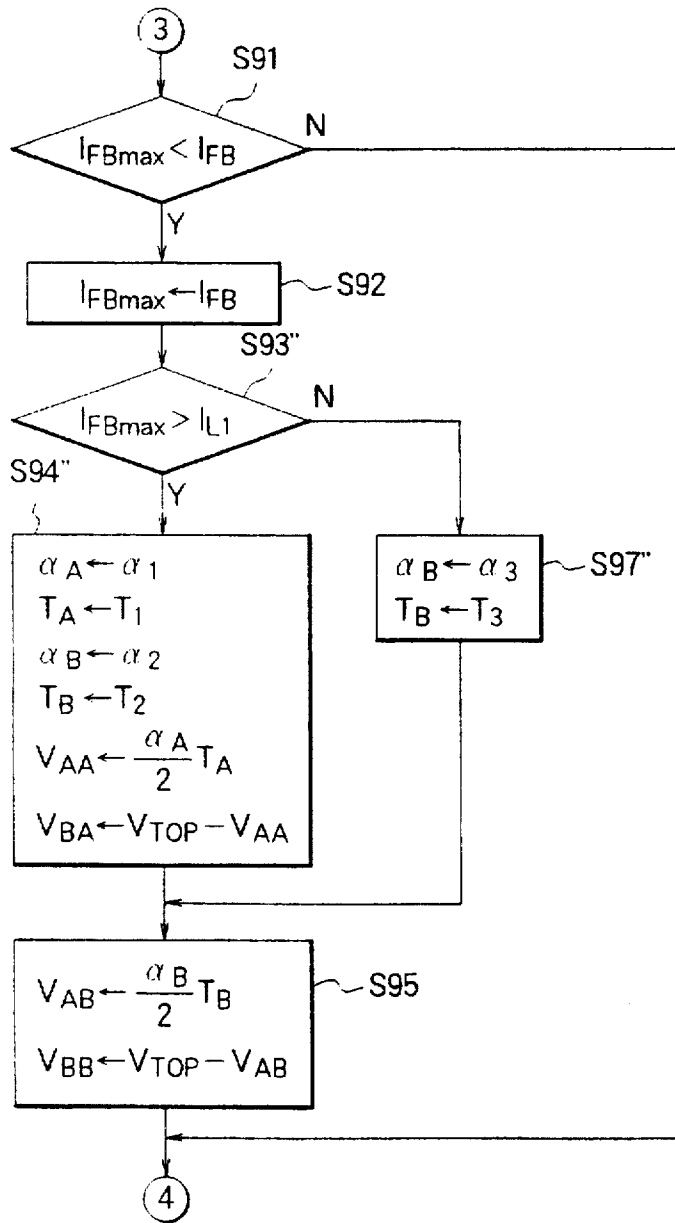 3
S91
I_FBmax < I_FB
N
Y
I_FBmax ← I_FB
S92
S93"
I_FBmax > I_L1
N
Y
S94"
α_A ← α_1
T_A ← T_1
α_B ← α_2
T_B ← T_2
V_AA ← α_A/2 T_A
V_BA ← V_TOP − V_AA
α_B ← α_3
T_B ← T_3
S97"
V_AB ← α_B/2 T_B
V_BB ← V_TOP − V_AB
S95
4